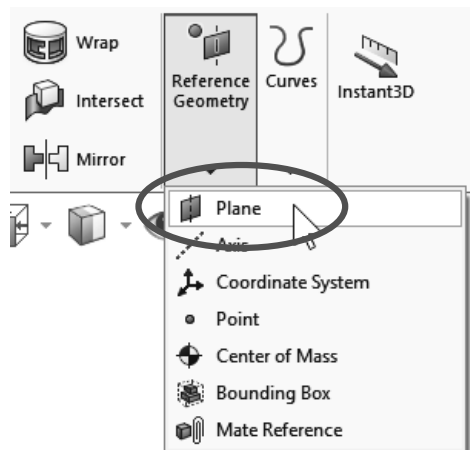 Wrap
Intersect
Mirror
Reference
Geometry
Curves
Instant3D
Plane
Axis
Coordinate System
Point
Center of Mass
Bounding Box
Mate Reference